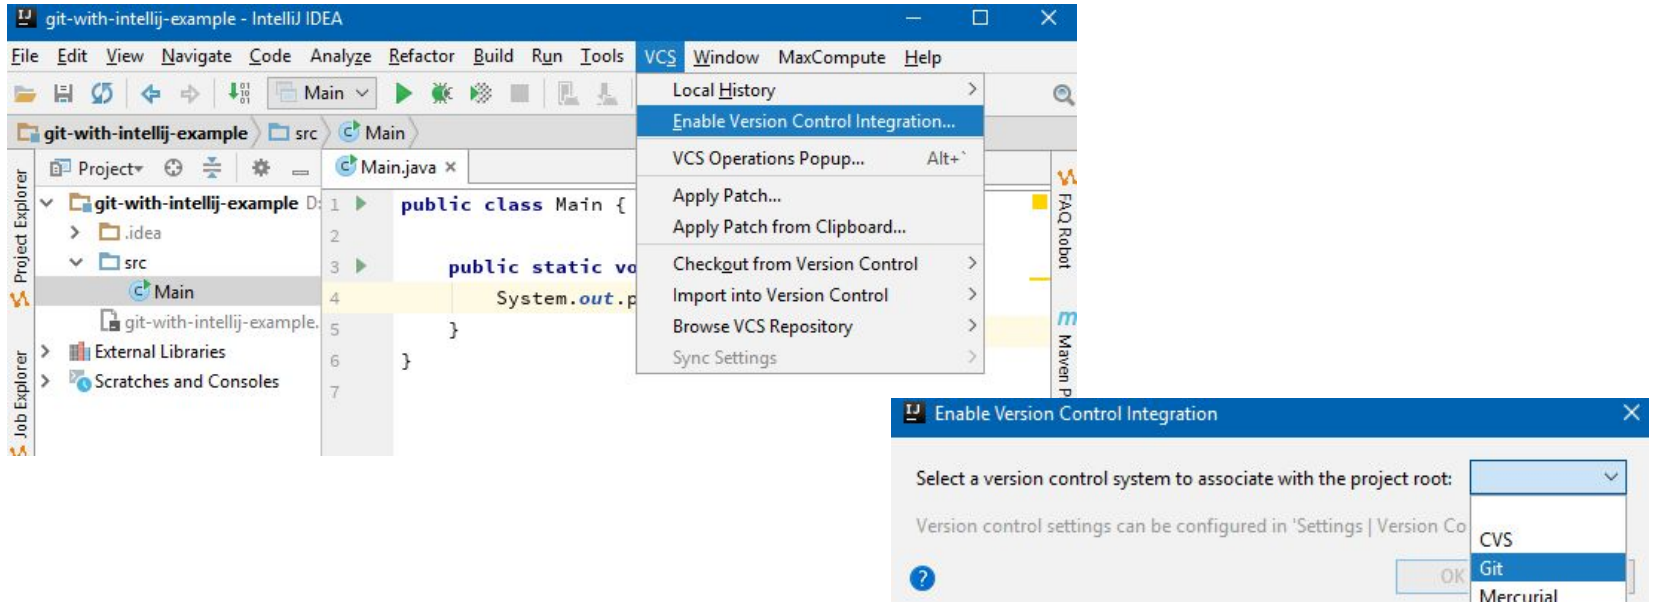 git-with-intellij-example - IntelliJ IDEA
File Edit View Navigate Code Analyze Refactor Build Run Tools VCS Window MaxCompute Help
Main
git-with-intellij-example src Main
Project
Main.java
Project Explorer
Job Explorer
git-with-intellij-example D:
.idea
src
Main
git-with-intellij-example.
External Libraries
Scratches and Consoles
1 public class Main {
2
3 public static vo
4 System.out.p
5 }
6 }
7
Local History
Enable Version Control Integration...
VCS Operations Popup... Alt+`
Apply Patch...
Apply Patch from Clipboard...
Checkout from Version Control
Import into Version Control
Browse VCS Repository
Sync Settings
FAQ Robot
Maven P
Enable Version Control Integration
Select a version control system to associate with the project root:
Version control settings can be configured in 'Settings | Version Co
CVS
Git
Mercurial
OK